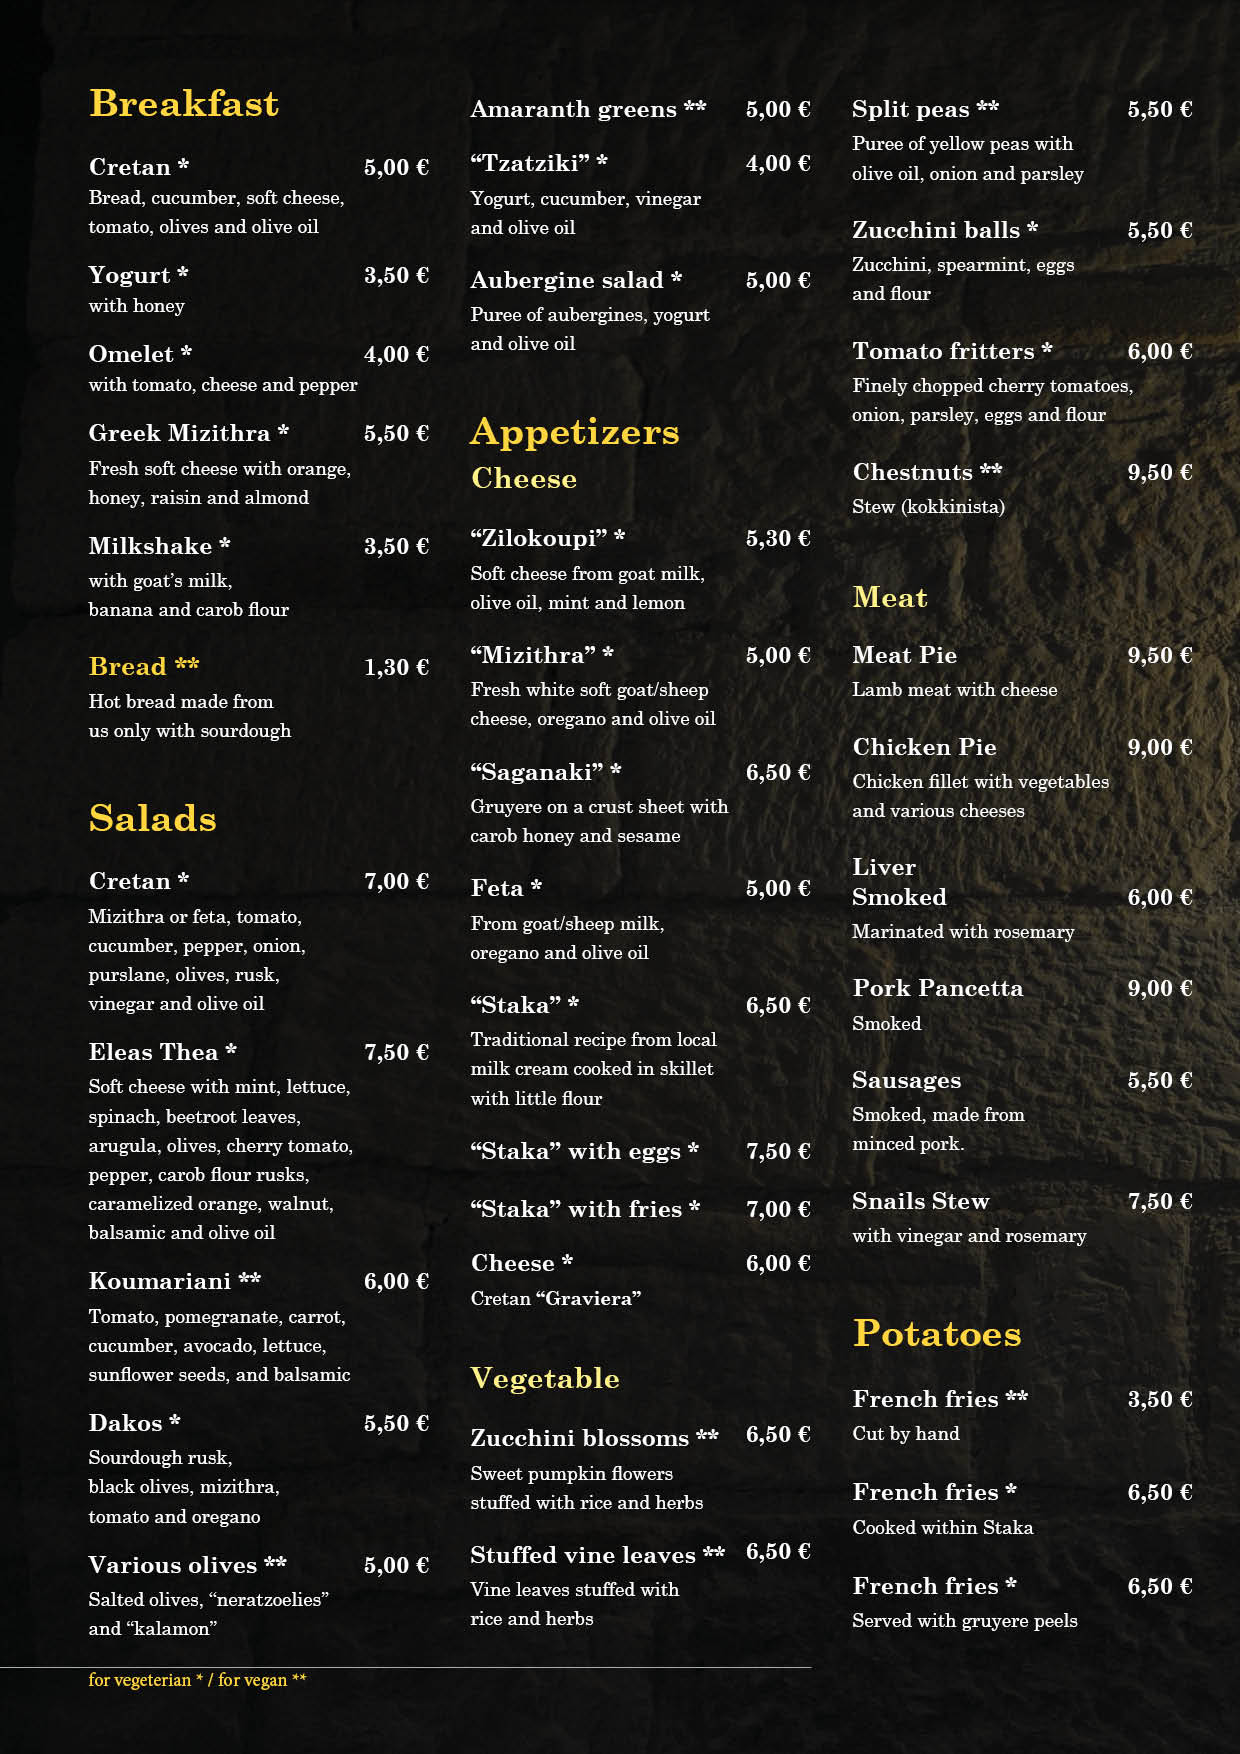 Breakfast
Cretan * 5,00 €
Bread, cucumber, soft cheese,
tomato, olives and olive oil
Yogurt * 3,50 €
with honey
Omelet * 4,00 €
with tomato, cheese and pepper
Greek Mizithra * 5,50 €
Fresh soft cheese with orange,
honey, raisin and almond
Milkshake * 3,50 €
with goat’s milk,
banana and carob flour
Bread ** 1,30 €
Hot bread made from
us only with sourdough
Salads
Cretan * 7,00 €
Mizithra or feta, tomato,
cucumber, pepper, onion,
purslane, olives, rusk,
vinegar and olive oil
Eleas Thea * 7,50 €
Soft cheese with mint, lettuce,
spinach, beetroot leaves,
arugula, olives, cherry tomato,
pepper, carob flour rusks,
caramelized orange, walnut,
balsamic and olive oil
Koumariani ** 6,00 €
Tomato, pomegranate, carrot,
cucumber, avocado, lettuce,
sunflower seeds, and balsamic
Dakos * 5,50 €
Sourdough rusk,
black olives, mizithra,
tomato and oregano
Various olives ** 5,00 €
Salted olives, “neratzoelies”
and “kalamon”
Amaranth greens ** 5,00 €
“Tzatziki” * 4,00 €
Yogurt, cucumber, vinegar
and olive oil
Aubergine salad * 5,00 €
Puree of aubergines, yogurt
and olive oil
Appetizers
Cheese
“Zilokoupi” * 5,30 €
Soft cheese from goat milk,
olive oil, mint and lemon
“Mizithra” * 5,00 €
Fresh white soft goat/sheep
cheese, oregano and olive oil
“Saganaki” * 6,50 €
Gruyere on a crust sheet with
carob honey and sesame
Feta * 5,00 €
From goat/sheep milk,
oregano and olive oil
“Staka” * 6,50 €
Traditional recipe from local
milk cream cooked in skillet
with little flour
“Staka” with eggs * 7,50 €
“Staka” with fries * 7,00 €
Cheese * 6,00 €
Cretan “Graviera”
Vegetable
Zucchini blossoms ** 6,50 €
Sweet pumpkin flowers
stuffed with rice and herbs
Stuffed vine leaves ** 6,50 €
Vine leaves stuffed with
rice and herbs
Split peas ** 5,50 €
Puree of yellow peas with
olive oil, onion and parsley
Zucchini balls * 5,50 €
Zucchini, spearmint, eggs
and flour
Tomato fritters * 6,00 €
Finely chopped cherry tomatoes,
onion, parsley, eggs and flour
Chestnuts ** 9,50 €
Stew (kokkinista)
Meat
Meat Pie 9,50 €
Lamb meat with cheese
Chicken Pie 9,00 €
Chicken fillet with vegetables
and various cheeses
Liver
Smoked 6,00 €
Marinated with rosemary
Pork Pancetta 9,00 €
Smoked
Sausages 5,50 €
Smoked, made from
minced pork.
Snails Stew 7,50 €
with vinegar and rosemary
Potatoes
French fries ** 3,50 €
Cut by hand
French fries * 6,50 €
Cooked within Staka
French fries * 6,50 €
Served with gruyere peels
for vegeterian * / for vegan **